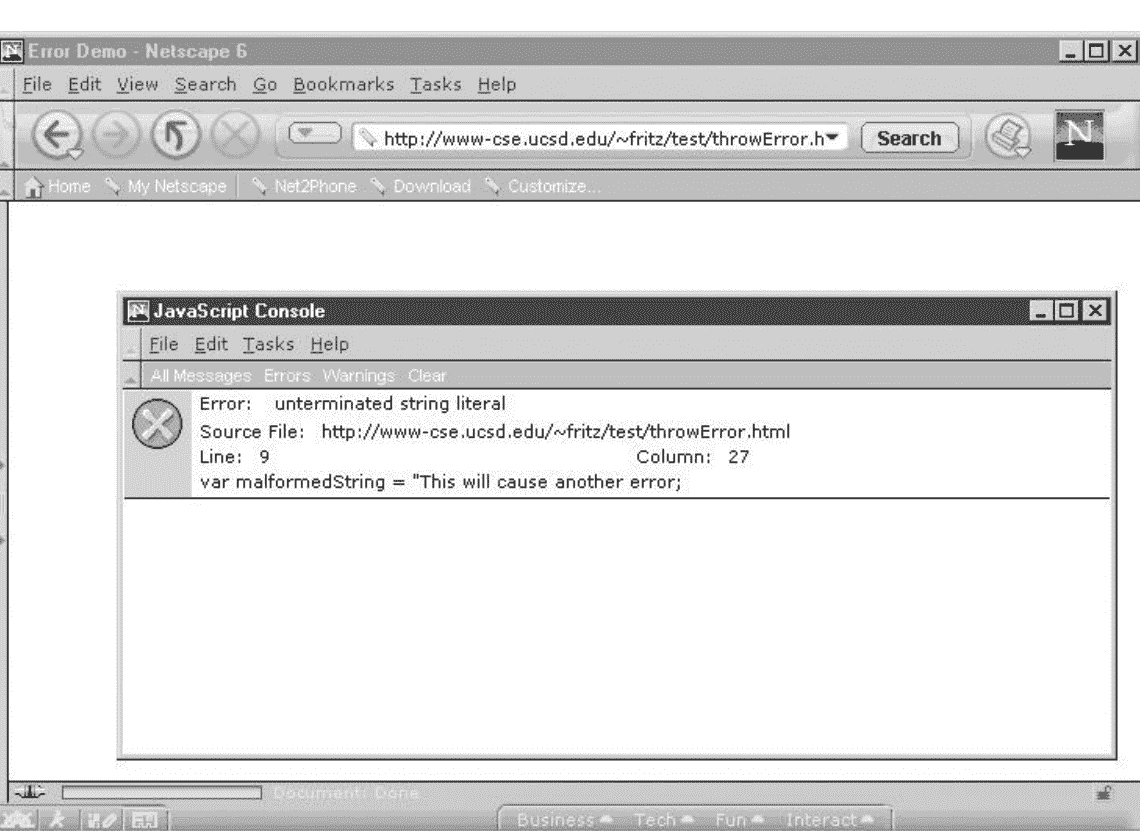 N Error Demo - Netscape 6
File Edit View Search Go Bookmarks Tasks Help
http://www-cse.ucsd.edu/~fritz/test/throwError.h Search N
Home My Netscape Net2Phone Download Customize...
N JavaScript Console
File Edit Tasks Help
All Messages Errors Warnings Clear
Error: unterminated string literal
Source File: http://www-cse.ucsd.edu/~fritz/test/throwError.html
Line: 9 Column: 27
var malformedString = "This will cause another error;
Document: Done
Business Tech Fun Interact